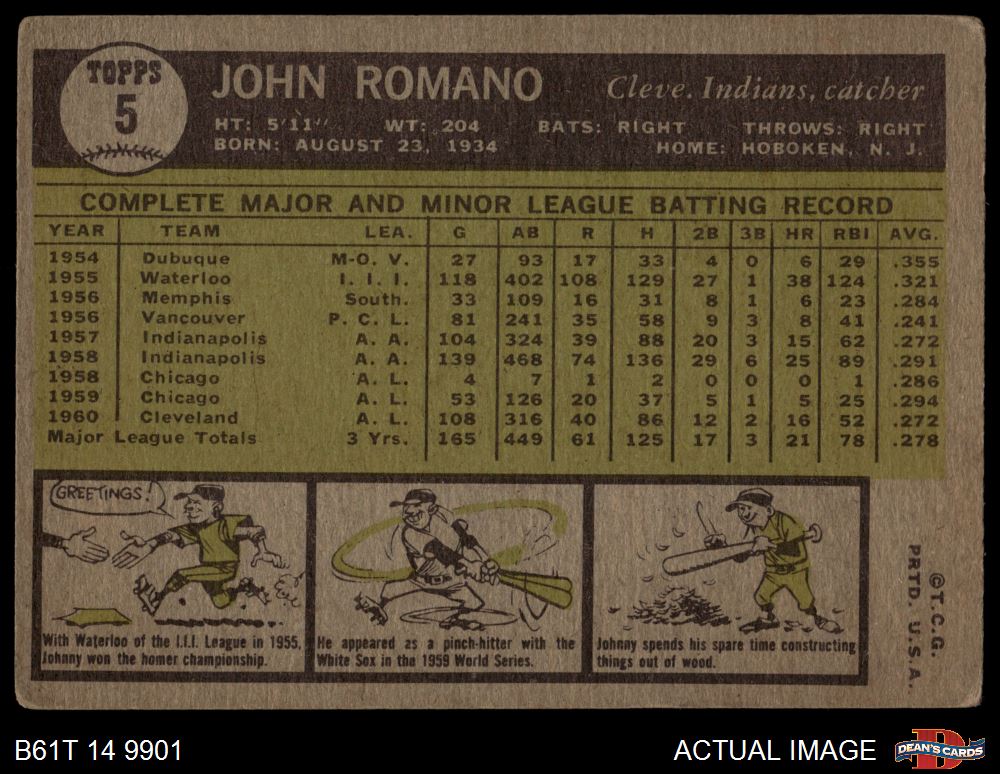 TOPPS
5
JOHN ROMANO
Cleve. Indians, catcher
HT: 5'11" WT: 204 BATS: RIGHT THROWS: RIGHT
BORN: AUGUST 23, 1934 HOME: HOBOKEN, N. J.
COMPLETE MAJOR AND MINOR LEAGUE BATTING RECORD
YEAR TEAM LEA. G AB R H 2B 3B HR RBI AVG.
1954 Dubuque M-O. V. 27 93 17 33 4 0 6 29 .355
1955 Waterloo I. I. I. 118 402 108 129 27 1 38 124 .321
1956 Memphis South. 33 109 16 31 8 1 6 23 .284
1956 Vancouver P. C. L. 81 241 35 58 9 3 8 41 .241
1957 Indianapolis A. A. 104 324 39 88 20 3 15 62 .272
1958 Indianapolis A. A. 139 468 74 136 29 6 25 89 .291
1958 Chicago A. L. 4 7 1 2 0 0 0 1 .286
1959 Chicago A. L. 53 126 20 37 5 1 5 25 .294
1960 Cleveland A. L. 108 316 40 86 12 2 16 52 .272
Major League Totals 3 Yrs. 165 449 61 125 17 3 21 78 .278
GREETINGS!
With Waterloo of the I.I.I. League in 1955,
Johnny won the homer championship.
He appeared as a pinch-hitter with the
White Sox in the 1959 World Series.
Johnny spends his spare time constructing
things out of wood.
©T.C.G.
PRTD. U.S.A.
B61T 14 9901
ACTUAL IMAGE
D
DEAN'S CARDS